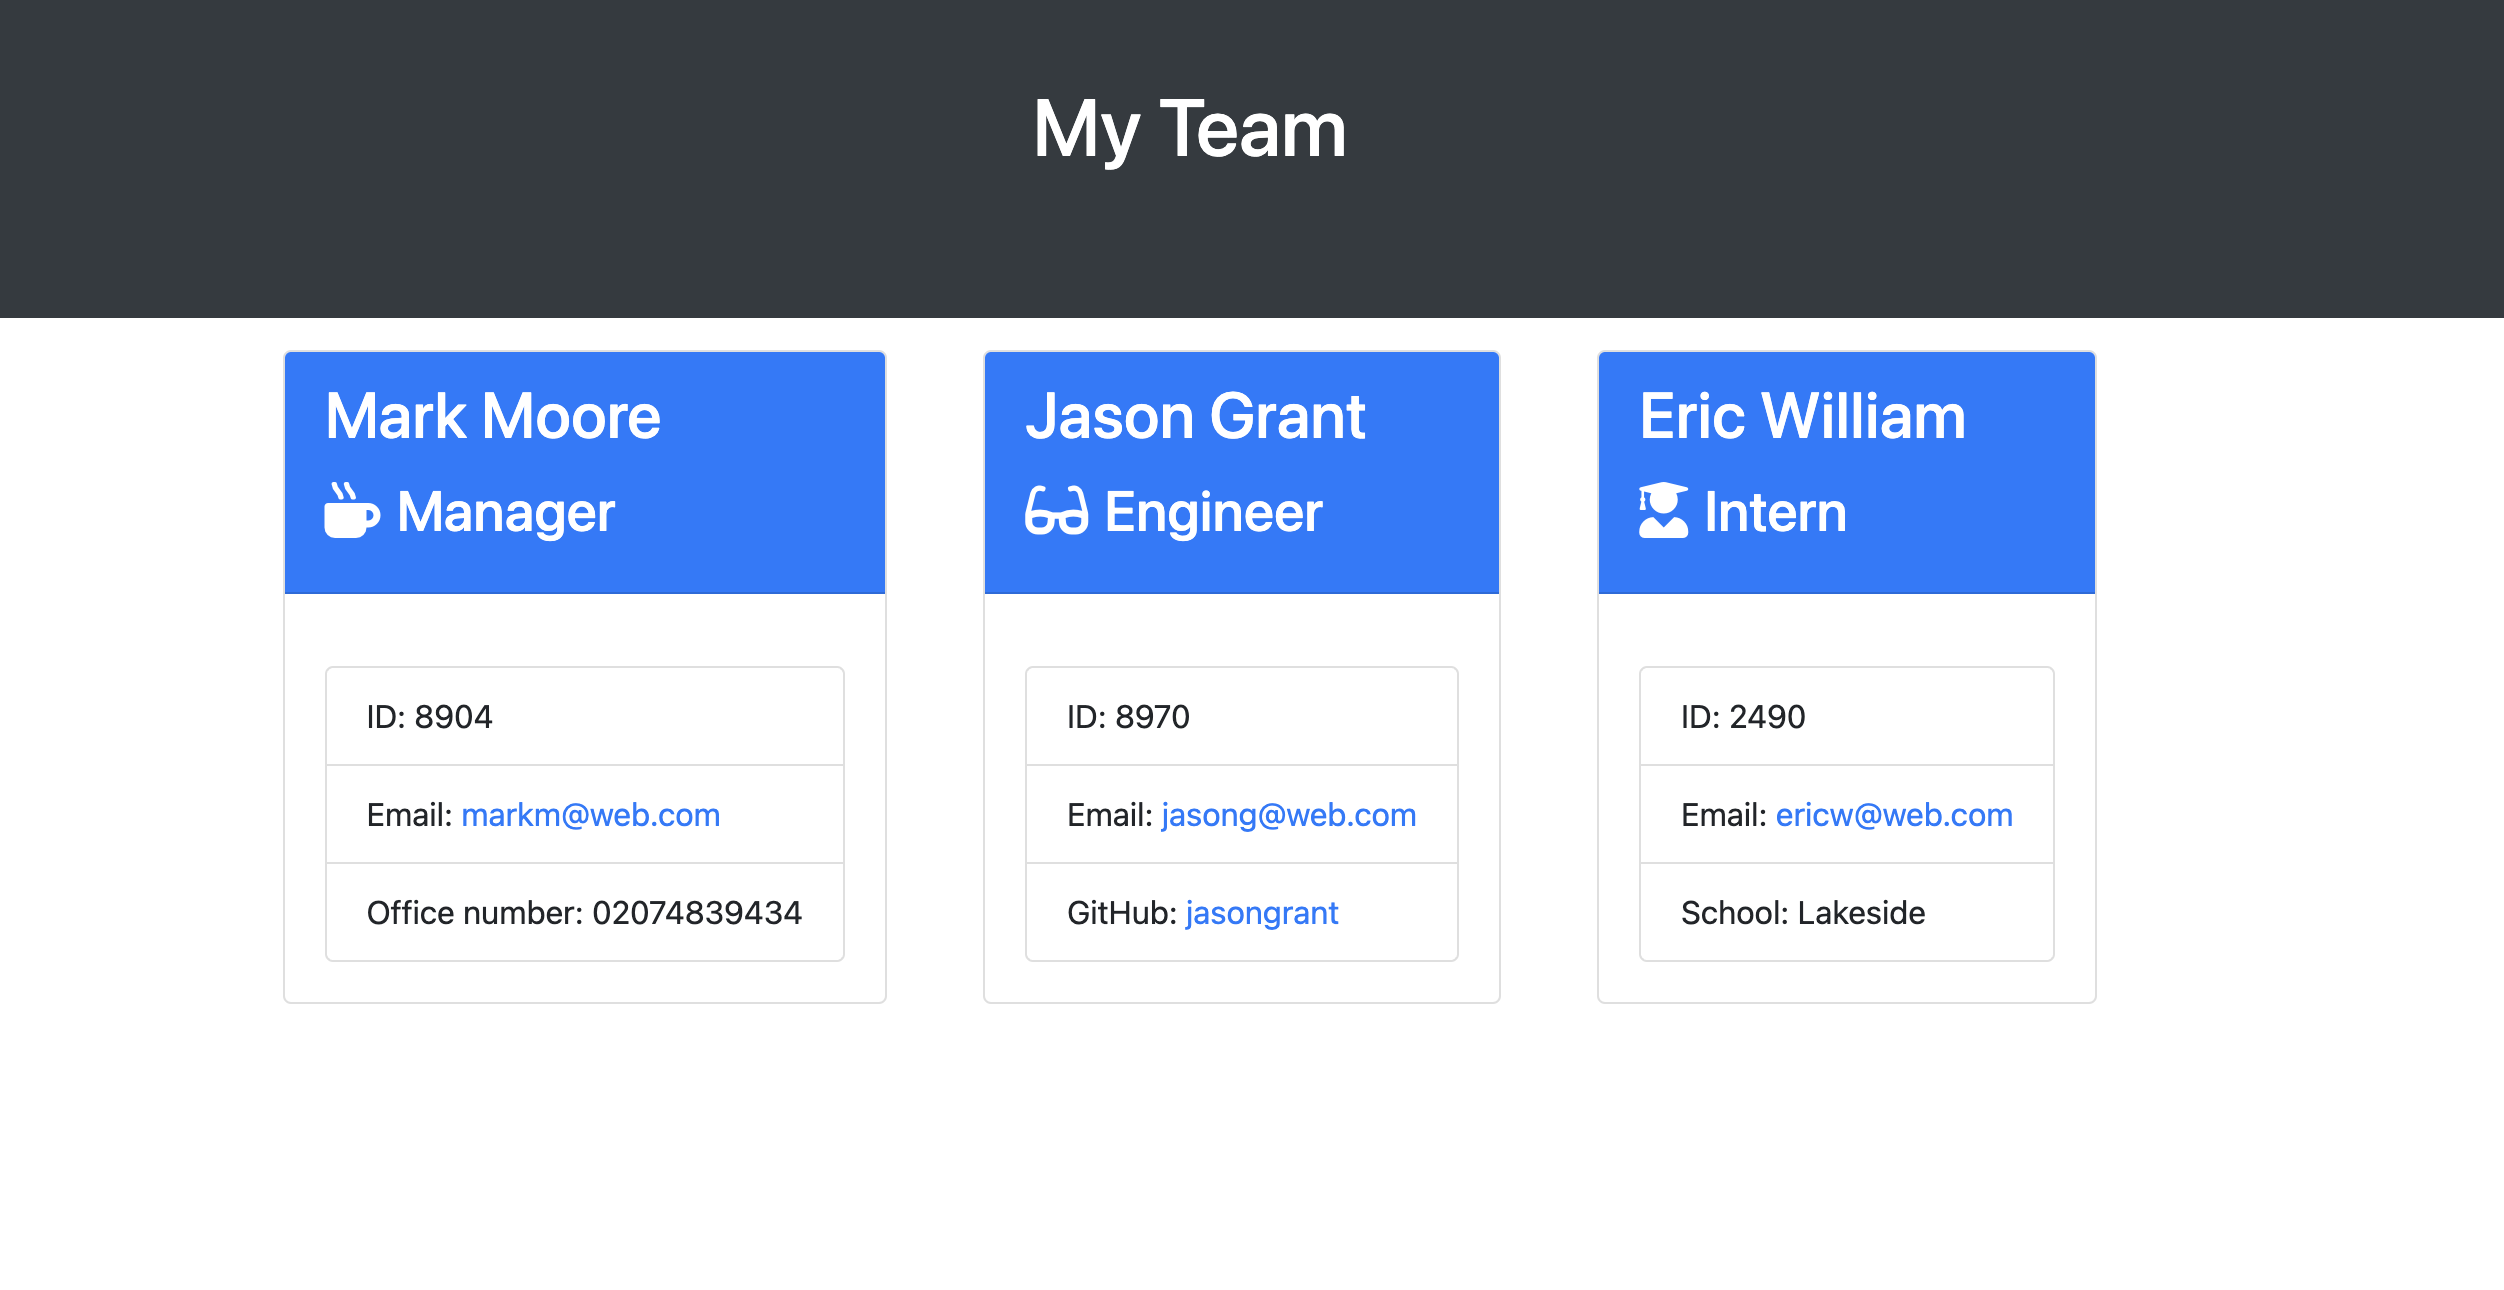 My Team
Mark Moore
Manager
ID: 8904
Email: markm@web.com
Office number: 02074839434
Jason Grant
Engineer
ID: 8970
Email: jasong@web.com
GitHub: jasongrant
Eric William
Intern
ID: 2490
Email: ericw@web.com
School: Lakeside